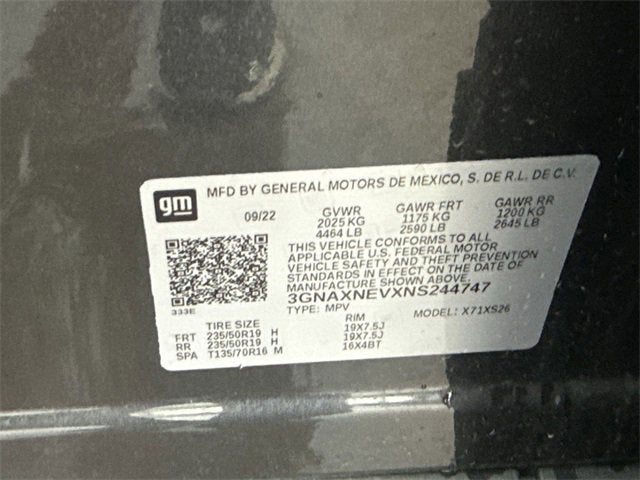 gm MFD BY GENERAL MOTORS DE MEXICO, S. DE R.L. DE C.V.
09/22 GVWR GAWR FRT GAWR RR
2025 KG 1175 KG 1200 KG
4464 LB 2590 LB 2645 LB
THIS VEHICLE CONFORMS TO ALL
APPLICABLE U.S. FEDERAL MOTOR
VEHICLE SAFETY AND THEFT PREVENTION
STANDARDS IN EFFECT ON THE DATE OF
MANUFACTURE SHOWN ABOVE.
3GNAXNEVXNS244747
333E TYPE: MPV MODEL: X71XS26
TIRE SIZE RIM
FRT 235/50R19 H 19X7.5J
RR 235/50R19 H 19X7.5J
SPA T135/70R16 M 16X4BT